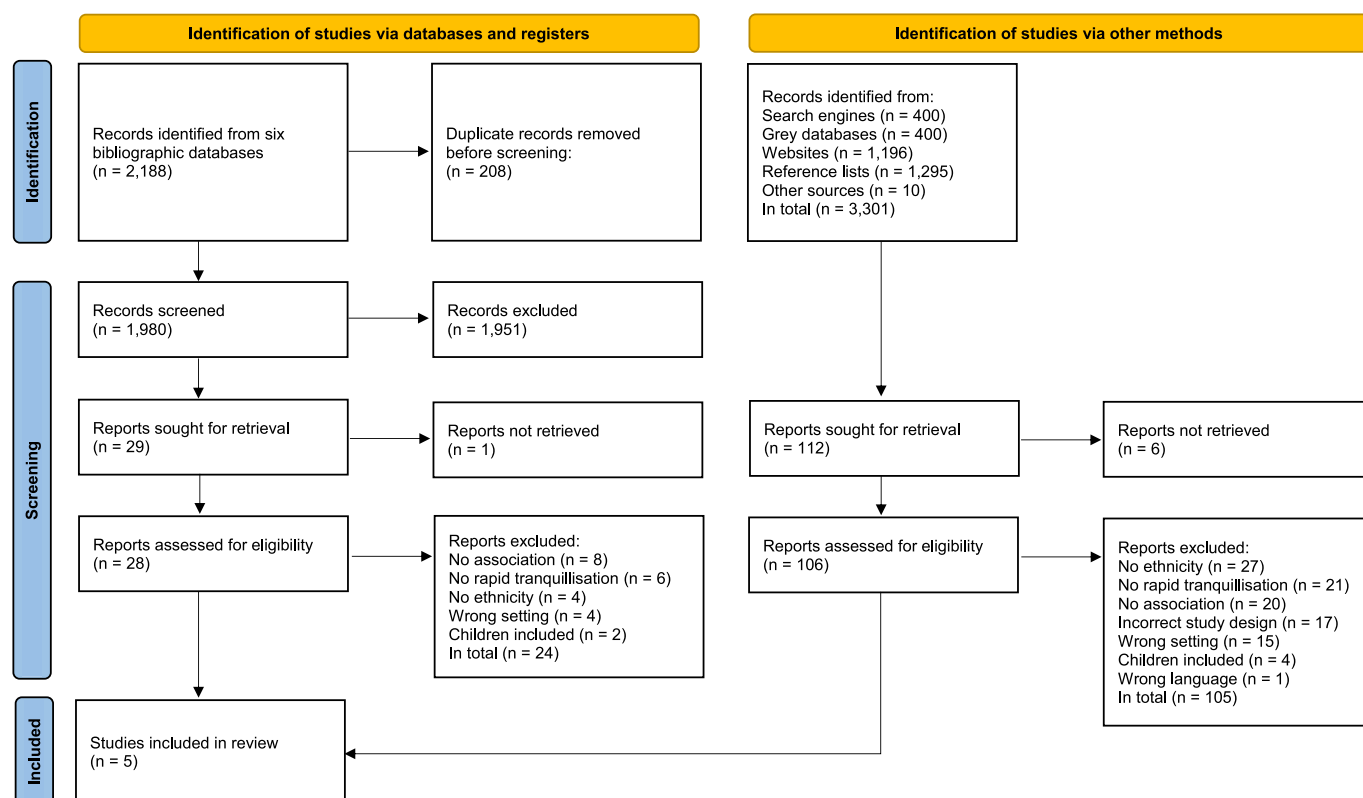 Identification of studies via databases and registers
Identification of studies via other methods
Identification
Records identified from six
bibliographic databases
(n = 2,188)
Duplicate records removed
before screening:
(n = 208)
Records identified from:
Search engines (n = 400)
Grey databases (n = 400)
Websites (n = 1,196)
Reference lists (n = 1,295)
Other sources (n = 10)
In total (n = 3,301)
Screening
Records screened
(n = 1,980)
Records excluded
(n = 1,951)
Reports sought for retrieval
(n = 29)
Reports not retrieved
(n = 1)
Reports sought for retrieval
(n = 112)
Reports not retrieved
(n = 6)
Reports assessed for eligibility
(n = 28)
Reports excluded:
No association (n = 8)
No rapid tranquillisation (n = 6)
No ethnicity (n = 4)
Wrong setting (n = 4)
Children included (n = 2)
In total (n = 24)
Reports assessed for eligibility
(n = 106)
Reports excluded:
No ethnicity (n = 27)
No rapid tranquillisation (n = 21)
No association (n = 20)
Incorrect study design (n = 17)
Wrong setting (n = 15)
Children included (n = 4)
Wrong language (n = 1)
In total (n = 105)
Included
Studies included in review
(n = 5)